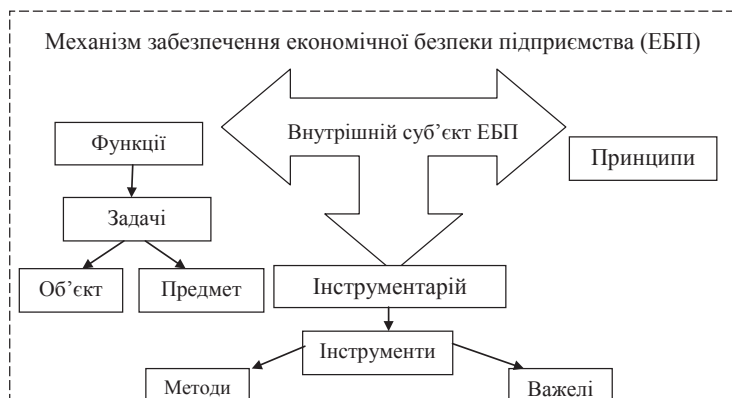 Механізм забезпечення економічної безпеки підприємства (ЕБП)
Внутрішній суб’єкт ЕБП
Функції
Принципи
Задачі
Об’єкт
Предмет
Інструментарій
Інструменти
Методи
Важелі